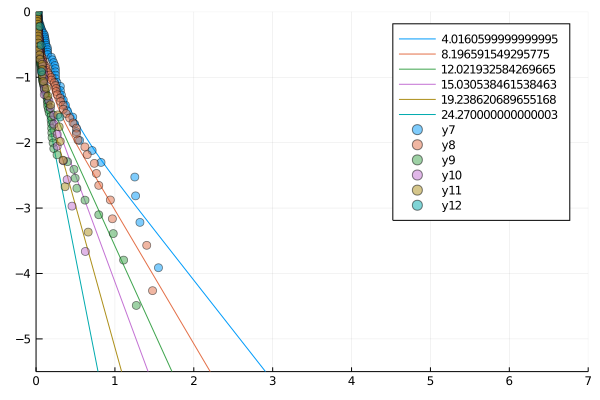 0
4.0160599999999995
8.196591549295775
12.021932584269665
15.030538461538463
19.238620689655168
24.270000000000003
y7
y8
y9
y10
y11
y12
−1
−2
−3
−4
−5
0 1 2 3 4 5 6 7